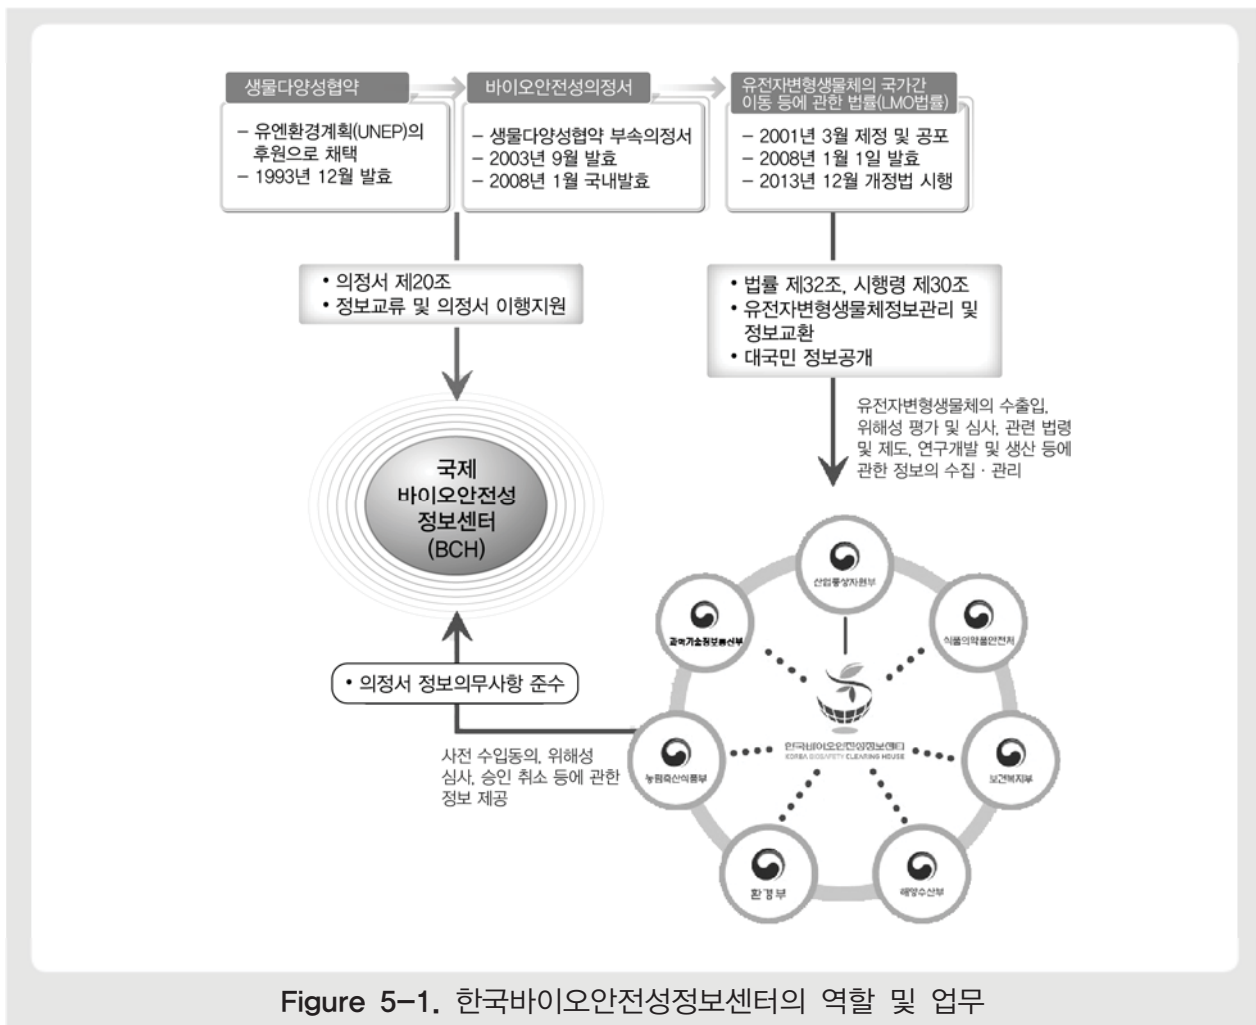 생물다양성협약
- 유엔환경계획(UNEP)의
후원으로 채택
- 1993년 12월 발효
바이오안전성의정서
- 생물다양성협약 부속의정서
- 2003년 9월 발효
- 2008년 1월 국내발효
유전자변형생물체의 국가간
이동 등에 관한 법률(LMO법률)
- 2001년 3월 제정 및 공포
- 2008년 1월 1일 발효
- 2013년 12월 개정법 시행
• 의정서 제20조
• 정보교류 및 의정서 이행지원
• 법률 제32조, 시행령 제30조
• 유전자변형생물체정보관리 및
정보교환
• 대국민 정보공개
유전자변형생물체의 수출입,
위해성 평가 및 심사, 관련 법령
및 제도, 연구개발 및 생산 등에
관한 정보의 수집 · 관리
국제
바이오안전성
정보센터
(BCH)
• 의정서 정보의무사항 준수
사전 수입동의, 위해성
심사, 승인 취소 등에 관한
정보 제공
산업통상자원부
과학기술정보통신부
식품의약품안전처
한국바이오안전성정보센터
KOREA BIOSAFETY CLEARING HOUSE
농림축산식품부
보건복지부
환경부
해양수산부
Figure 5-1. 한국바이오안전성정보센터의 역할 및 업무